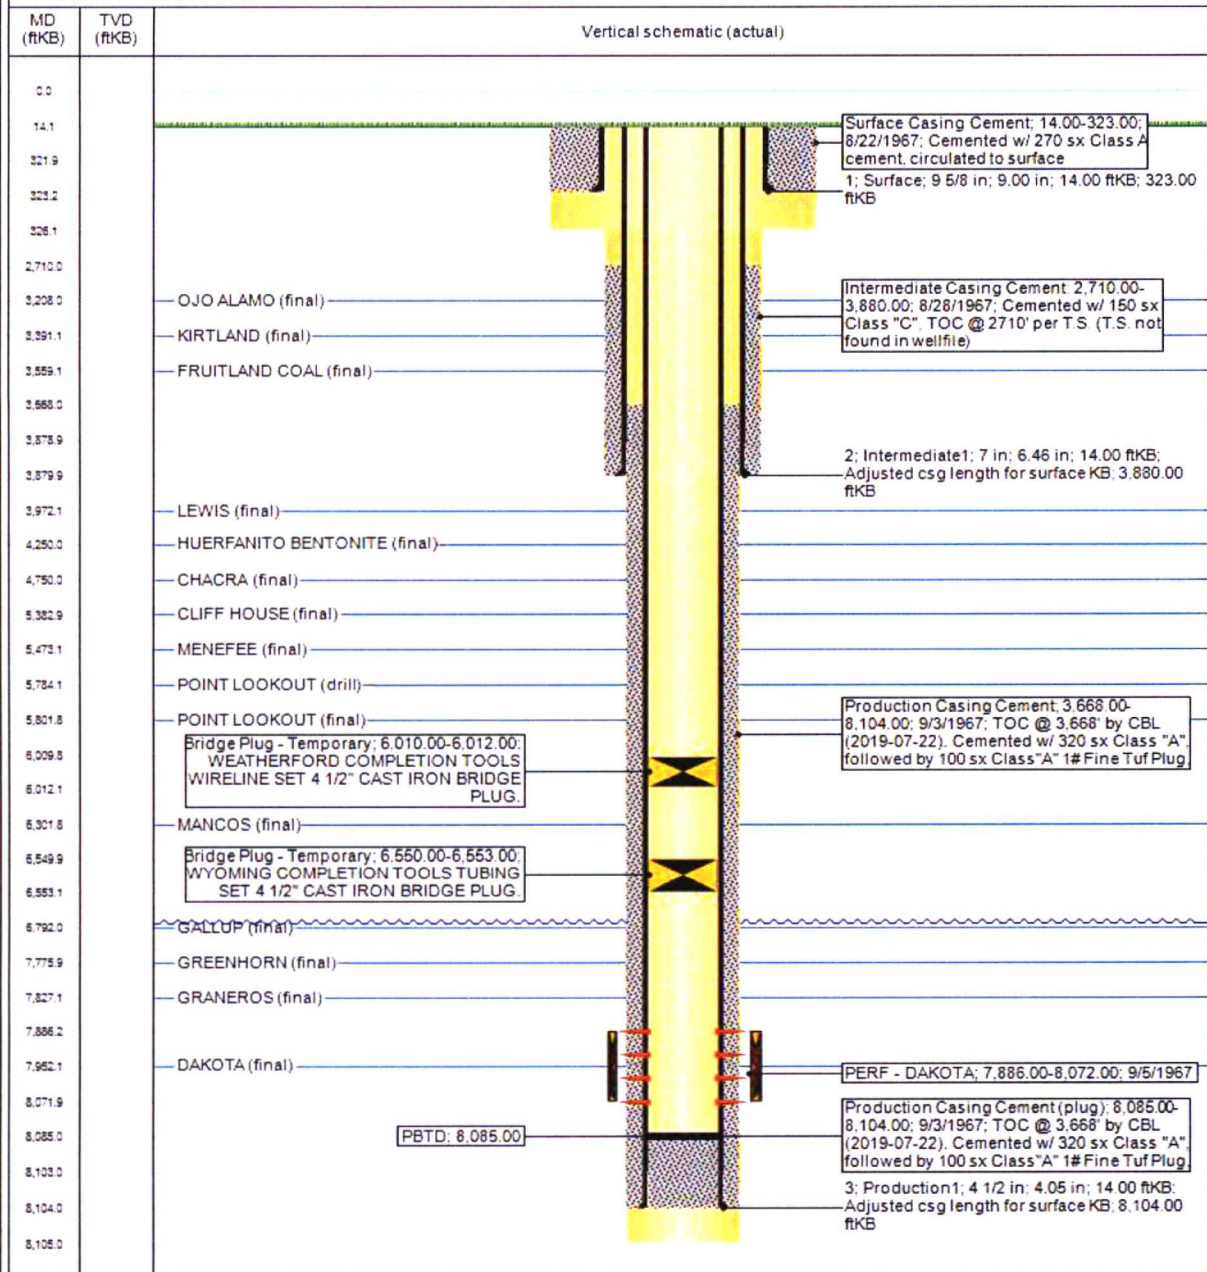 MD
(ftKB)
TVD
(ftKB)
Vertical schematic (actual)
0.0
14.1
321.9
323.2
326.1
2,710.0
3,208.0
3,391.1
3,559.1
3,668.0
3,878.9
3,879.9
3,972.1
4,250.0
4,750.0
5,382.9
5,473.1
5,784.1
5,801.8
6,009.8
6,012.1
6,301.8
6,549.9
6,553.1
6,792.0
7,775.9
7,827.1
7,886.2
7,952.1
8,071.9
8,085.0
8,103.0
8,104.0
8,105.0
OJO ALAMO (final)
KIRTLAND (final)
FRUITLAND COAL (final)
LEWIS (final)
HUERFANITO BENTONITE (final)
CHACRA (final)
CLIFF HOUSE (final)
MENEFEE (final)
POINT LOOKOUT (drill)
POINT LOOKOUT (final)
Bridge Plug - Temporary; 6,010.00-6,012.00;
WEATHERFORD COMPLETION TOOLS
WIRELINE SET 4 1/2" CAST IRON BRIDGE
PLUG.
MANCOS (final)
Bridge Plug - Temporary; 6,550.00-6,553.00;
WYOMING COMPLETION TOOLS TUBING
SET 4 1/2" CAST IRON BRIDGE PLUG.
GALLUP (final)
GREENHORN (final)
GRANEROS (final)
DAKOTA (final)
PBTD; 8,085.00
Surface Casing Cement; 14.00-323.00;
8/22/1967; Cemented w/ 270 sx Class A
cement, circulated to surface
1; Surface; 9 5/8 in; 9.00 in; 14.00 ftKB; 323.00
ftKB
Intermediate Casing Cement; 2,710.00-
3,880.00; 8/28/1967; Cemented w/ 150 sx
Class "C", TOC @ 2710' per T.S. (T.S. not
found in wellfile)
2; Intermediate1; 7 in; 6.46 in; 14.00 ftKB;
Adjusted csg length for surface KB; 3,880.00
ftKB
Production Casing Cement; 3,668.00-
8,104.00; 9/3/1967; TOC @ 3,668' by CBL
(2019-07-22). Cemented w/ 320 sx Class "A",
followed by 100 sx Class"A" 1# Fine Tuf Plug.
PERF - DAKOTA; 7,886.00-8,072.00; 9/5/1967
Production Casing Cement (plug); 8,085.00-
8,104.00; 9/3/1967; TOC @ 3,668' by CBL
(2019-07-22). Cemented w/ 320 sx Class "A",
followed by 100 sx Class"A" 1# Fine Tuf Plug.
3; Production1; 4 1/2 in; 4.05 in; 14.00 ftKB;
Adjusted csg length for surface KB; 8,104.00
ftKB